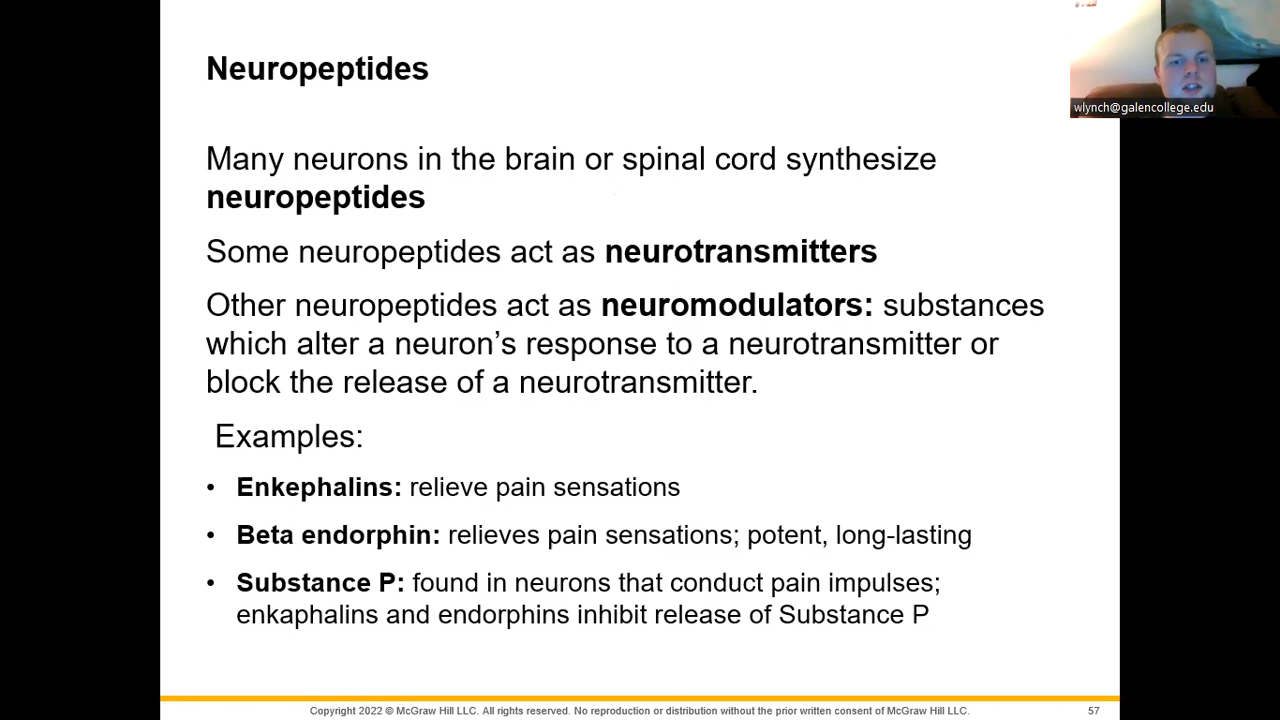 Neuropeptides
wlynch@galencollege.edu
Many neurons in the brain or spinal cord synthesize
neuropeptides
Some neuropeptides act as neurotransmitters
Other neuropeptides act as neuromodulators: substances
which alter a neuron’s response to a neurotransmitter or
block the release of a neurotransmitter.
Examples:
• Enkephalins: relieve pain sensations
• Beta endorphin: relieves pain sensations; potent, long-lasting
• Substance P: found in neurons that conduct pain impulses;
enkaphalins and endorphins inhibit release of Substance P
Copyright 2022 © McGraw Hill LLC. All rights reserved. No reproduction or distribution without the prior written consent of McGraw Hill LLC.
57